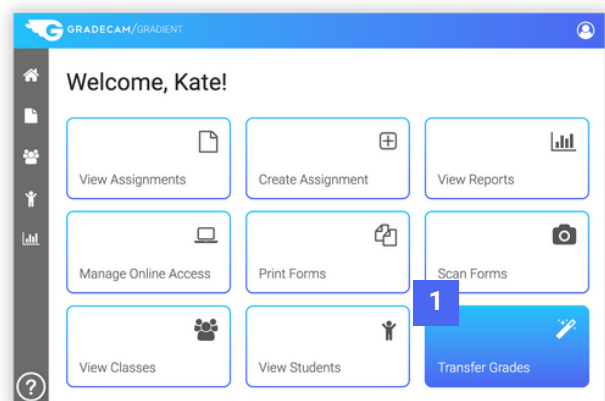 GRADECAM/GRADIENT
Welcome, Kate!
View Assignments
Create Assignment
View Reports
Manage Online Access
Print Forms
Scan Forms
1
View Classes
View Students
Transfer Grades
?